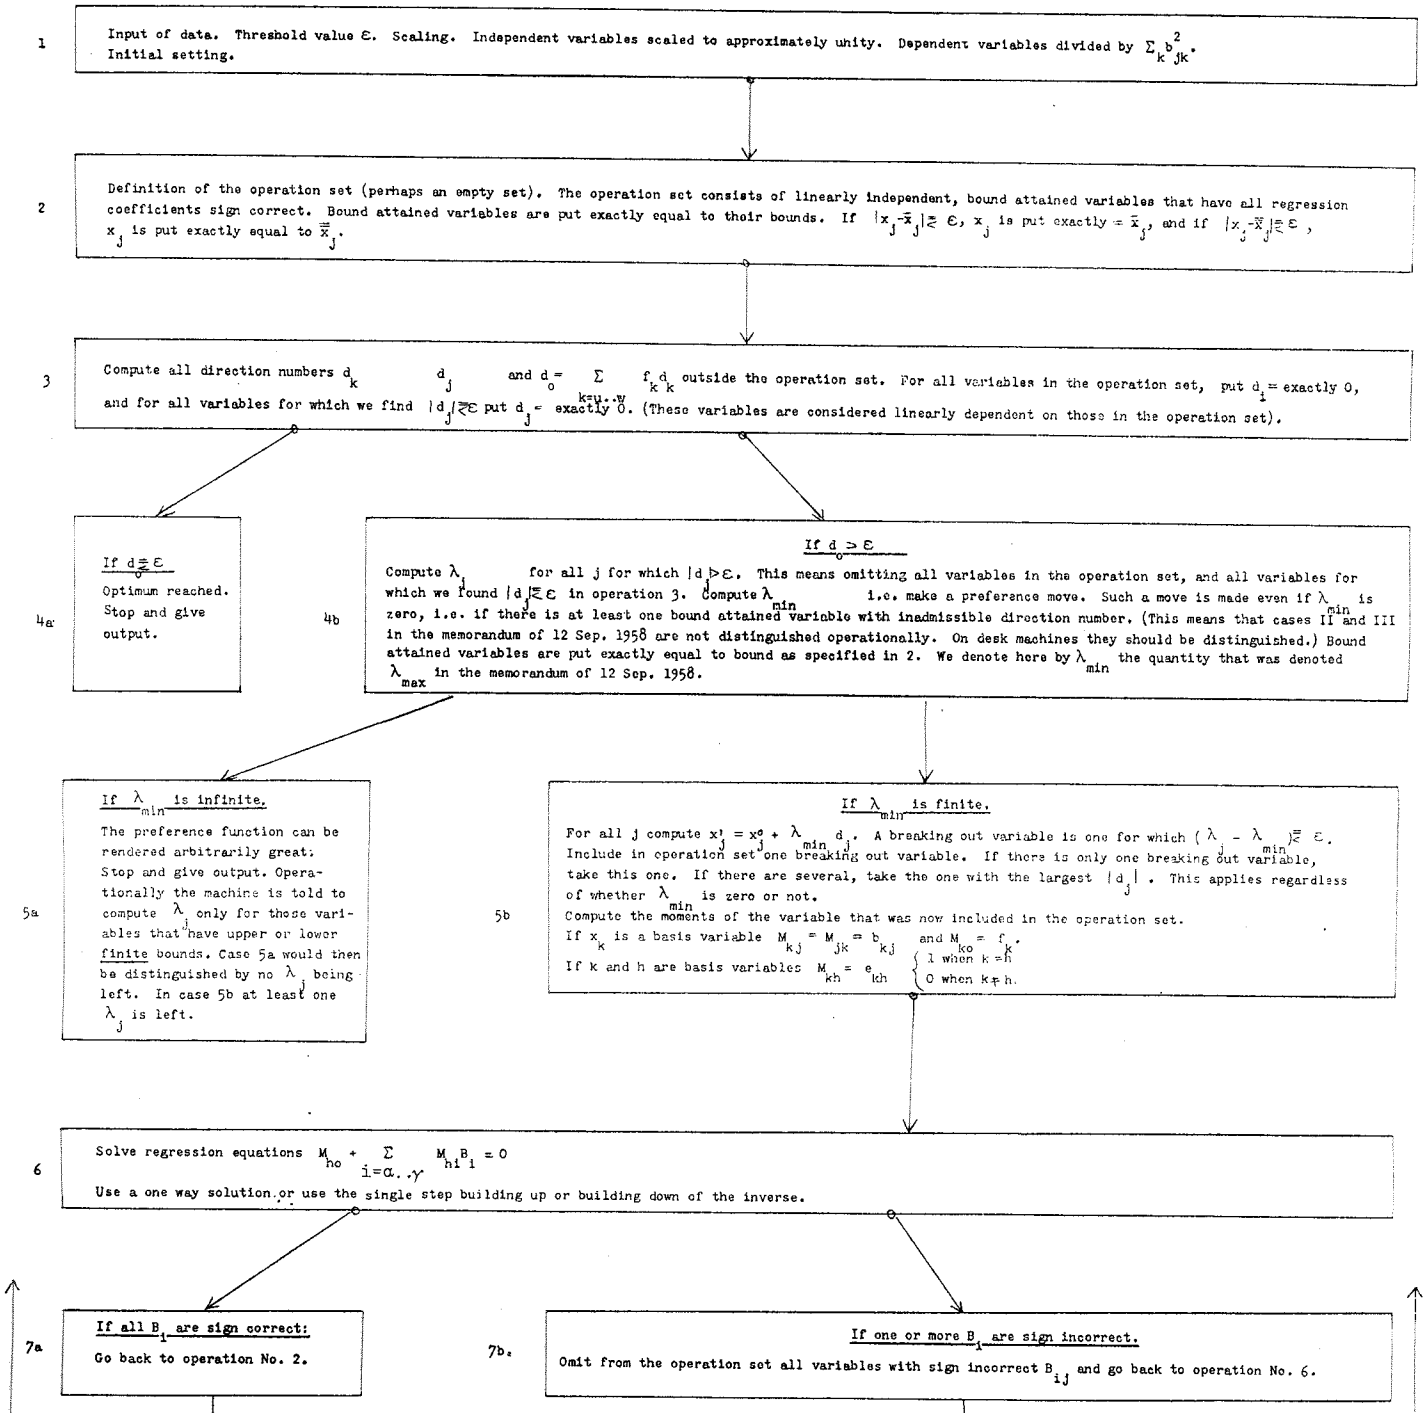 1
Input of data. Threshold value ε. Scaling. Independent variables scaled to approximately unity. Dependent variables divided by Σ_k b²_jk.
Initial setting.
2
Definition of the operation set (perhaps an empty set). The operation set consists of linearly independent, bound attained variables that have all regression
coefficients sign correct. Bound attained variables are put exactly equal to their bounds. If |x_j-x̄_j| ≦ ε, x_j is put exactly = x̄_j, and if |x_j-x̿_j| ≦ ε ,
x_j is put exactly equal to x̿_j.
3
Compute all direction numbers d_k d_j and d_o = Σ_{k=u..w} f_k d_k outside the operation set. For all variables in the operation set, put d_i = exactly 0,
and for all variables for which we find |d_j| ≦ ε put d_j = exactly 0. (These variables are considered linearly dependent on those in the operation set).
4a
If d_o ≦ ε
Optimum reached.
Stop and give
output.
4b
If d_o > ε
Compute λ_j for all j for which |d_j| > ε. This means omitting all variables in the operation set, and all variables for
which we found |d_j| ≦ ε in operation 3. Compute λ_min i.e. make a preference move. Such a move is made even if λ_min is
zero, i.e. if there is at least one bound attained variable with inadmissible direction number. (This means that cases II and III
in the memorandum of 12 Sep. 1958 are not distinguished operationally. On desk machines they should be distinguished.) Bound
attained variables are put exactly equal to bound as specified in 2. We denote here by λ_min the quantity that was denoted
λ_max in the memorandum of 12 Sep. 1958.
5a
If λ_min is infinite.
The preference function can be
rendered arbitrarily great.
Stop and give output. Opera-
tionally the machine is told to
compute λ_j only for those vari-
ables that have upper or lower
finite bounds. Case 5a would then
be distinguished by no λ_j being
left. In case 5b at least one
λ_j is left.
5b
If λ_min is finite.
For all j compute x'_j = x°_j + λ_min d_j. A breaking out variable is one for which (λ_j - λ_min) ≦ ε.
Include in operation set one breaking out variable. If there is only one breaking out variable,
take this one. If there are several, take the one with the largest |d_j| . This applies regardless
of whether λ_min is zero or not.
Compute the moments of the variable that was now included in the operation set.
If x_k is a basis variable M_kj = M_jk = b_kj and M_ko = f_k.
If k and h are basis variables M_kh = e_kh { 1 when k = h
0 when k ≠ h.
6
Solve regression equations M_ho + Σ_{i=α..γ} M_hi B_i = 0
Use a one way solution or use the single step building up or building down of the inverse.
7a
If all B_i are sign correct:
Go back to operation No. 2.
7b.
If one or more B_i are sign incorrect.
Omit from the operation set all variables with sign incorrect B_ij and go back to operation No. 6.